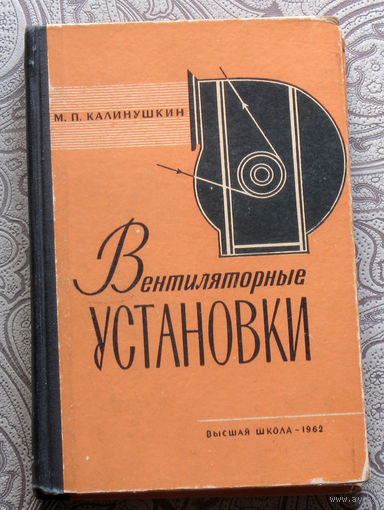 М. П. КАЛИНУШКИН
Вентиляторные
УСТАНОВКИ
ВЫСШАЯ ШКОЛА - 1962